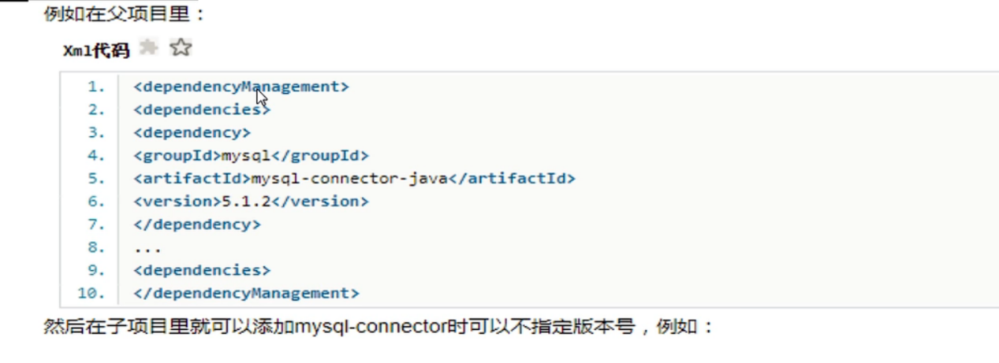 例如在父项目里：
Xml代码
1. <dependencyManagement>
2. <dependencies>
3. <dependency>
4. <groupId>mysql</groupId>
5. <artifactId>mysql-connector-java</artifactId>
6. <version>5.1.2</version>
7. </dependency>
8. ...
9. <dependencies>
10. </dependencyManagement>
然后在子项目里就可以添加mysql-connector时可以不指定版本号，例如：